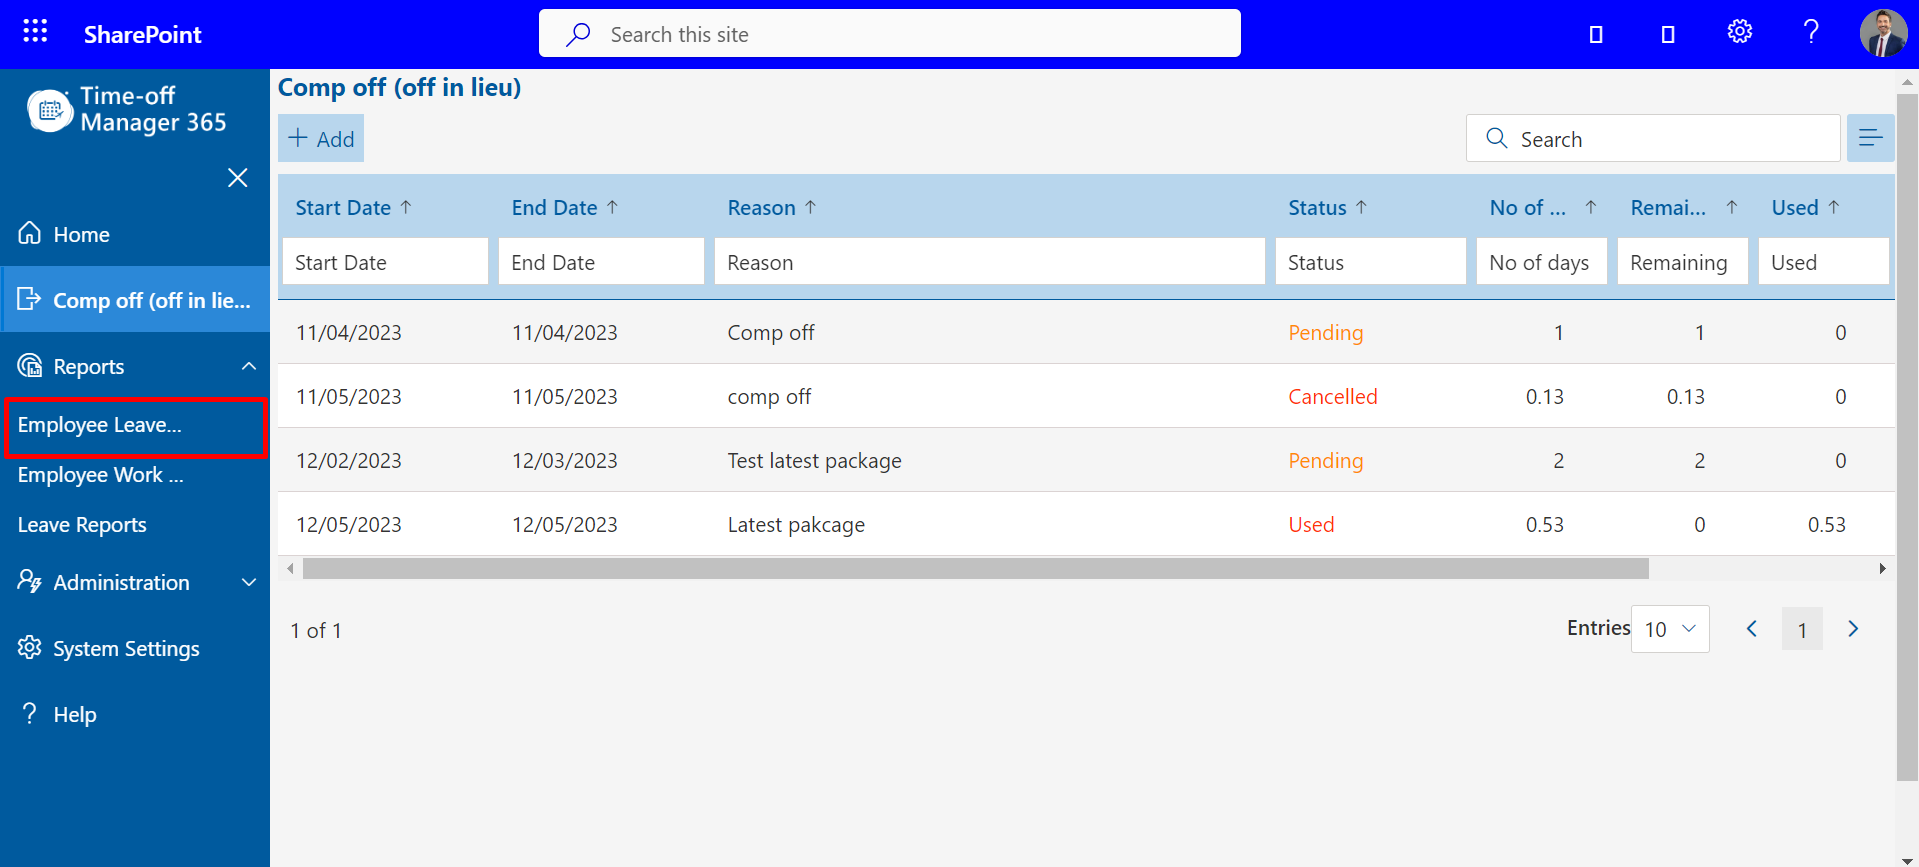 SharePoint
Search this site
Time-off
Manager 365
Home
Comp off (off in lie...
Reports
Employee Leave...
Employee Work ...
Leave Reports
Administration
System Settings
? Help
Comp off (off in lieu)
+ Add
Search
Start Date ↑ End Date ↑ Reason ↑ Status ↑ No of ... ↑ Remai... ↑ Used ↑
Start Date End Date Reason Status No of days Remaining Used
11/04/2023 11/04/2023 Comp off Pending 1 1 0
11/05/2023 11/05/2023 comp off Cancelled 0.13 0.13 0
12/02/2023 12/03/2023 Test latest package Pending 2 2 0
12/05/2023 12/05/2023 Latest pakcage Used 0.53 0 0.53
1 of 1
Entries 10 1